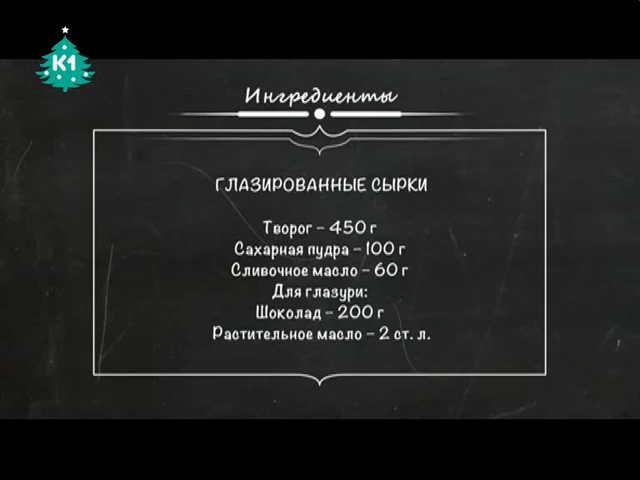 K1
Ингредиенты
ГЛАЗИРОВАННЫЕ СЫРКИ
Творог – 450 г
Сахарная пудра – 100 г
Сливочное масло – 60 г
Для глазури:
Шоколад – 200 г
Растительное масло – 2 ст. л.